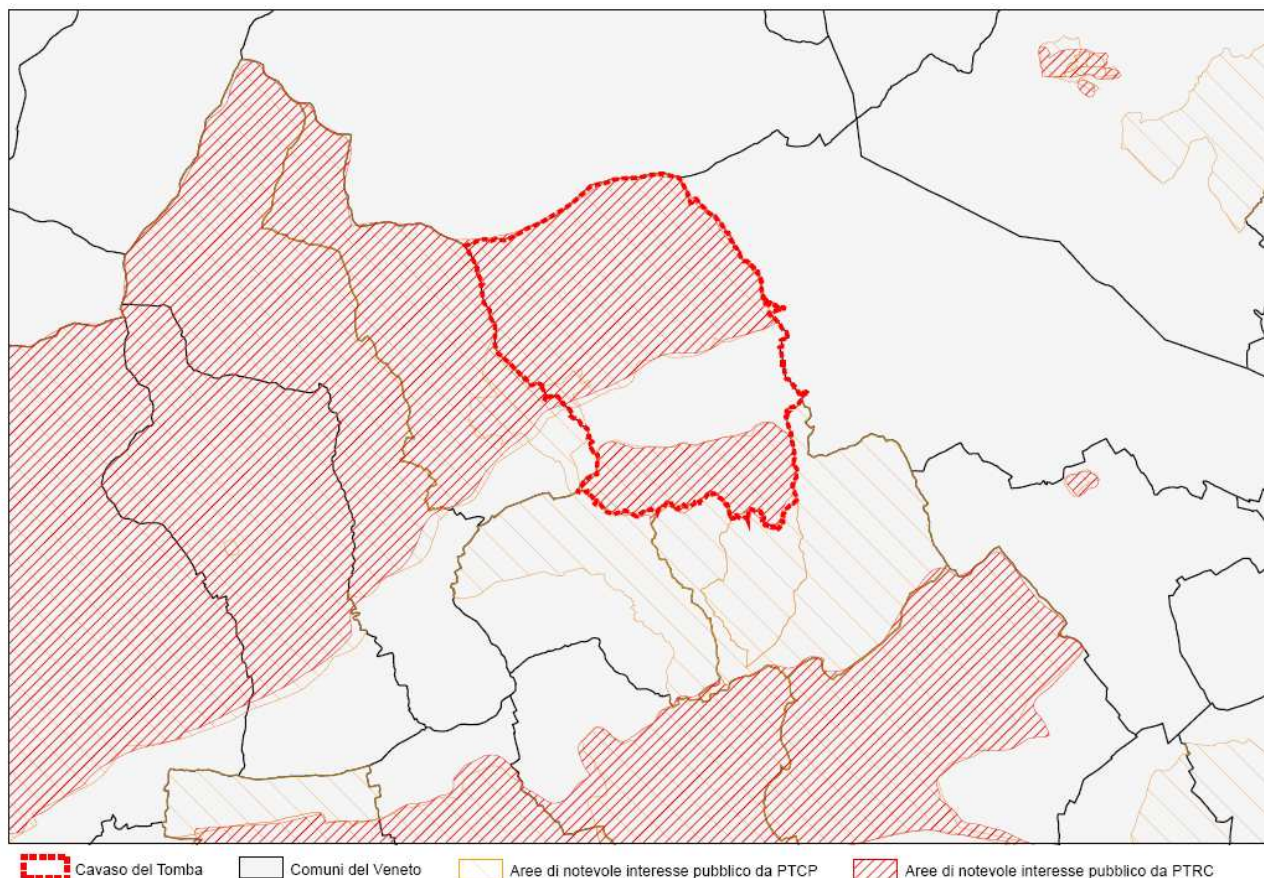 Cavaso del Tomba Comuni del Veneto Aree di notevole interesse pubblico da PTCP Aree di notevole interesse pubblico da PTRC